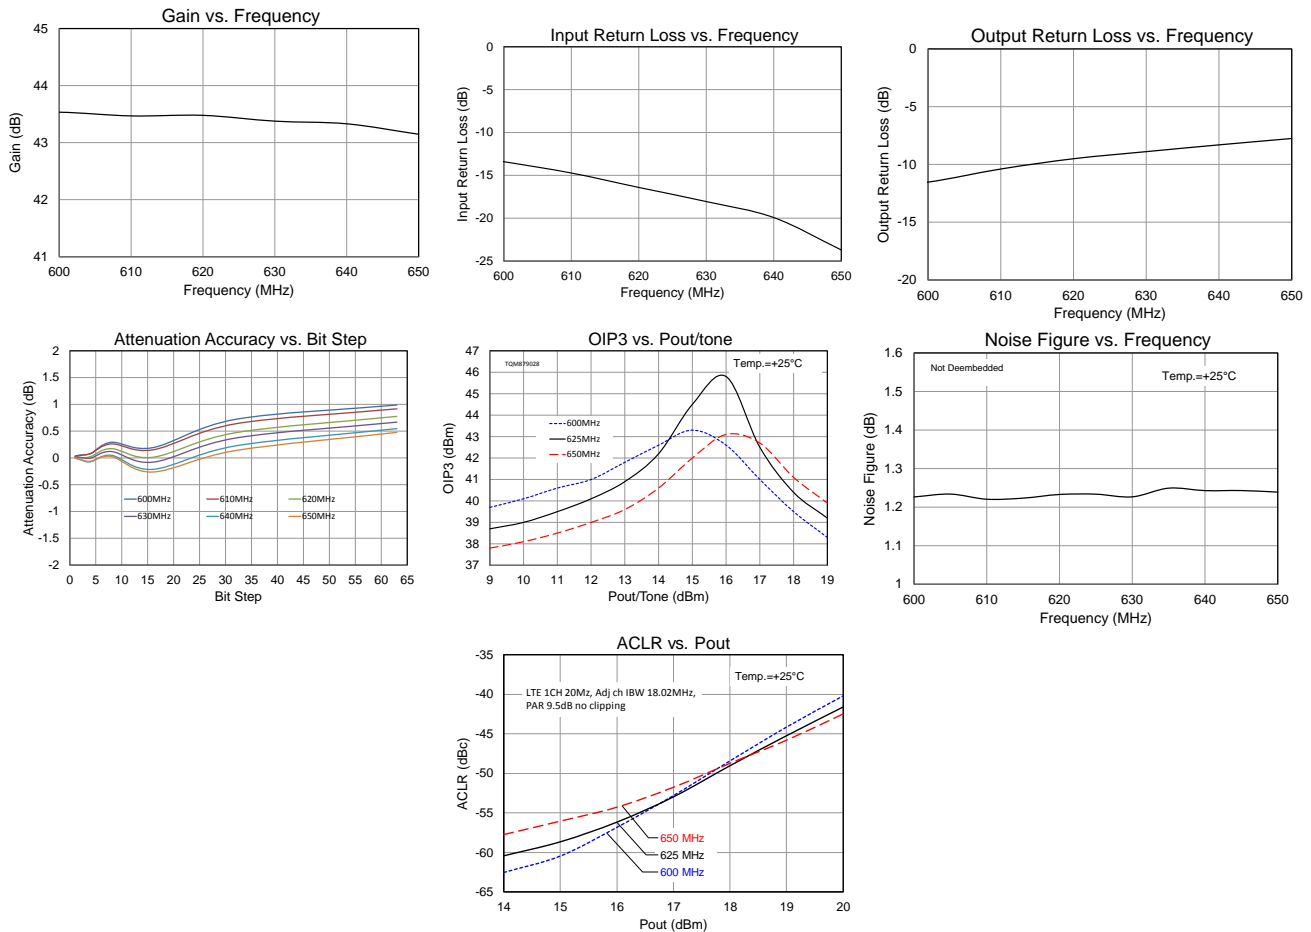 Gain vs. Frequency
45
44
43
42
41
Gain (dB)
600 610 620 630 640 650
Frequency (MHz)
Input Return Loss vs. Frequency
0
-5
-10
-15
-20
-25
Input Return Loss (dB)
600 610 620 630 640 650
Frequency (MHz)
Output Return Loss vs. Frequency
0
-5
-10
-15
-20
Output Return Loss (dB)
600 610 620 630 640 650
Frequency (MHz)
Attenuation Accuracy vs. Bit Step
2
1.5
1
0.5
0
-0.5
-1
-1.5
-2
Attenuation Accuracy (dB)
600MHz 610MHz 620MHz
630MHz 640MHz 650MHz
0 5 10 15 20 25 30 35 40 45 50 55 60 65
Bit Step
OIP3 vs. Pout/tone
47
46
45
44
43
42
41
40
39
38
37
OIP3 (dBm)
TQM879028
Temp.=+25°C
600MHz
625MHz
650MHz
9 10 11 12 13 14 15 16 17 18 19
Pout/Tone (dBm)
Noise Figure vs. Frequency
1.6
1.5
1.4
1.3
1.2
1.1
1
Noise Figure (dB)
Not Deembedded
Temp.=+25°C
600 610 620 630 640 650
Frequency (MHz)
ACLR vs. Pout
-35
-40
-45
-50
-55
-60
-65
ACLR (dBc)
Temp.=+25°C
LTE 1CH 20Mz, Adj ch IBW 18.02MHz,
PAR 9.5dB no clipping
650 MHz
625 MHz
600 MHz
14 15 16 17 18 19 20
Pout (dBm)